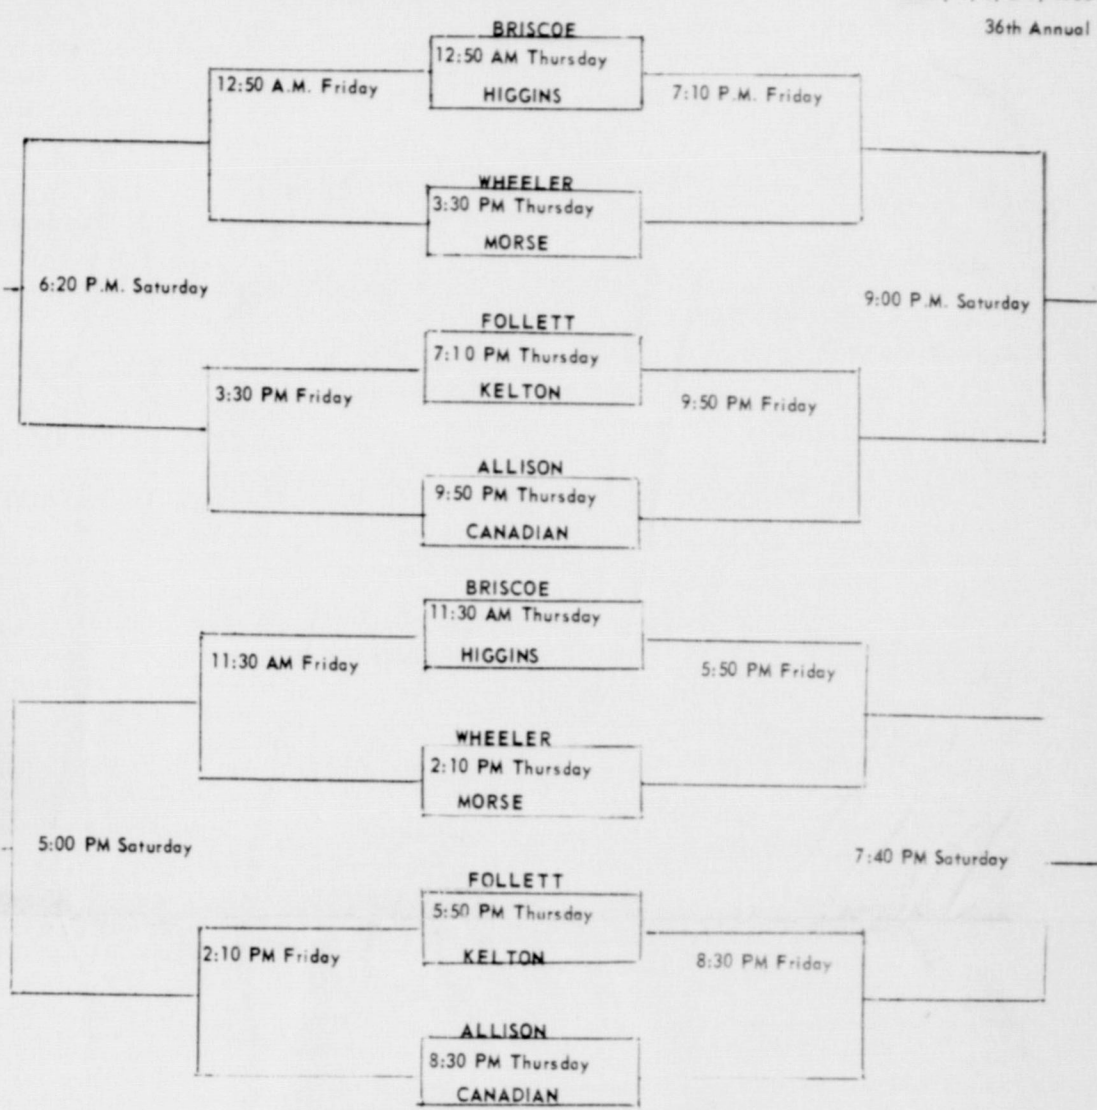 36th Annual
BRISCOE
12:50 AM Thursday
HIGGINS
12:50 A.M. Friday
7:10 P.M. Friday
WHEELER
3:30 PM Thursday
MORSE
6:20 P.M. Saturday
9:00 P.M. Saturday
FOLLETT
7:10 PM Thursday
KELTON
3:30 PM Friday
9:50 PM Friday
ALLISON
9:50 PM Thursday
CANADIAN
BRISCOE
11:30 AM Thursday
HIGGINS
11:30 AM Friday
5:50 PM Friday
WHEELER
2:10 PM Thursday
MORSE
5:00 PM Saturday
7:40 PM Saturday
FOLLETT
5:50 PM Thursday
KELTON
2:10 PM Friday
8:30 PM Friday
ALLISON
8:30 PM Thursday
CANADIAN